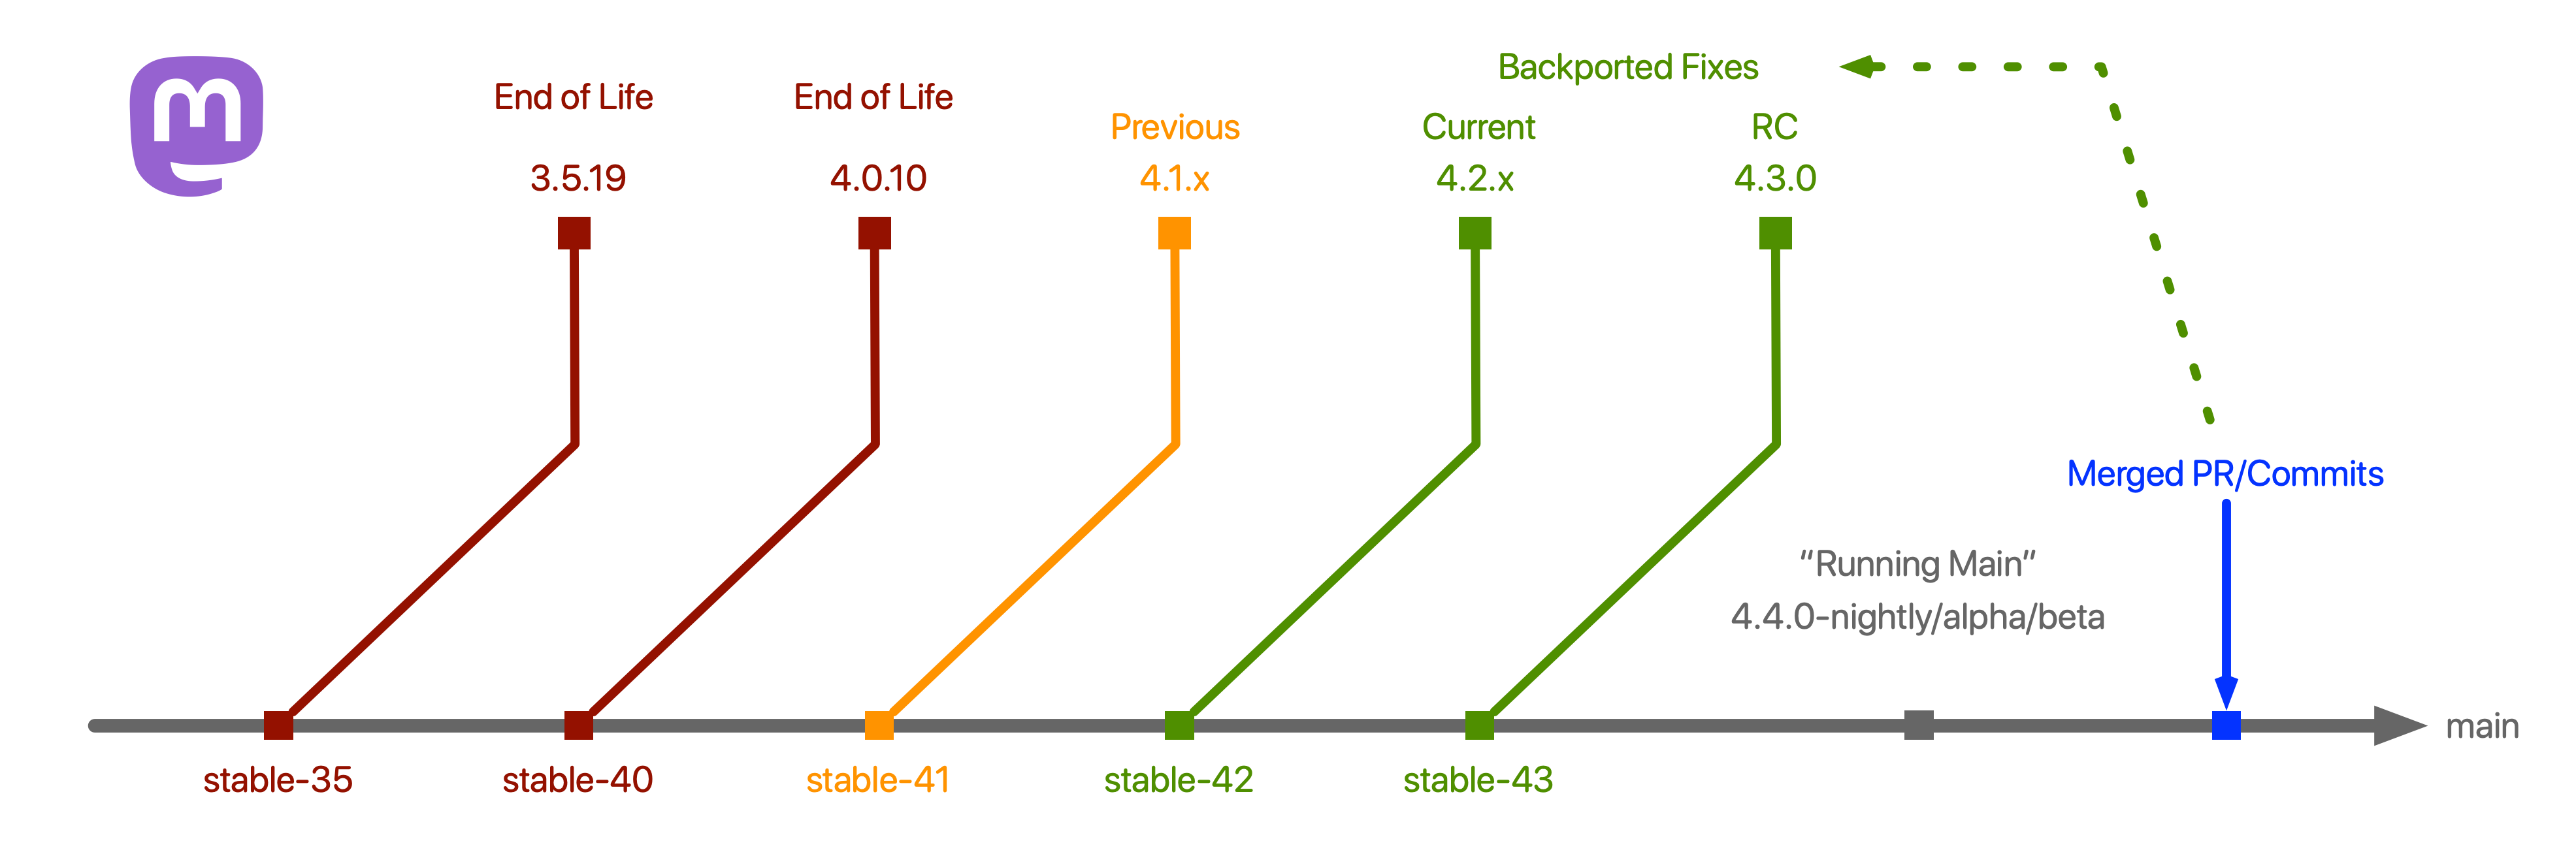 m
End of Life
3.5.19
End of Life
4.0.10
Previous
4.1.x
Current
4.2.x
Backported Fixes
RC
4.3.0
Merged PR/Commits
“Running Main”
4.4.0-nightly/alpha/beta
main
stable-35
stable-40
stable-41
stable-42
stable-43